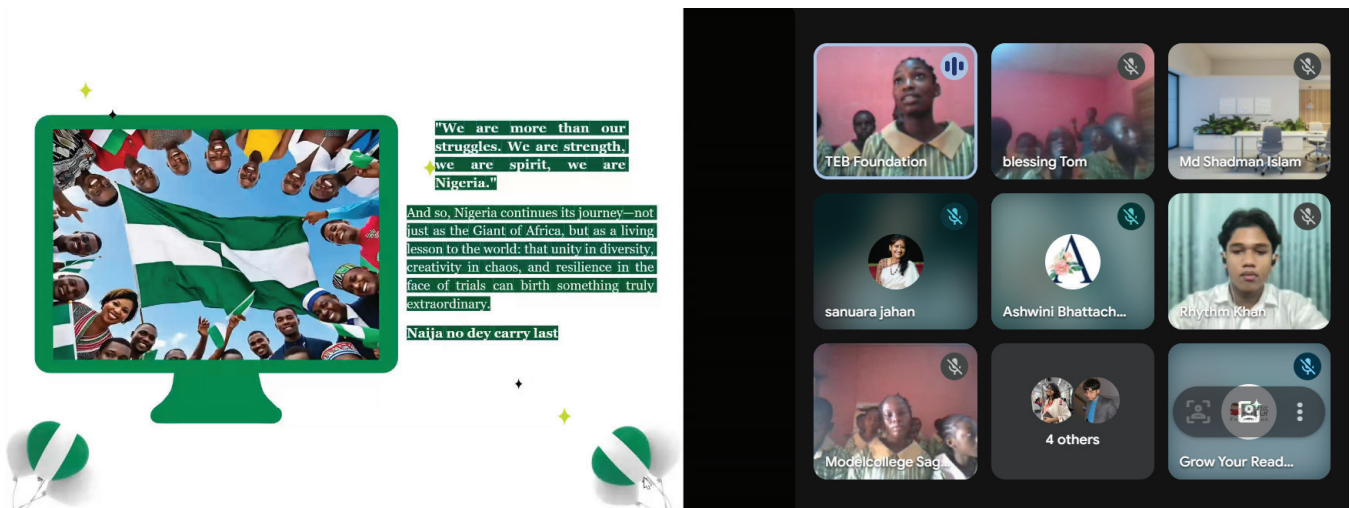 "We are more than our
struggles. We are strength,
we are spirit, we are
Nigeria."
And so, Nigeria continues its journey—not
just as the Giant of Africa, but as a living
lesson to the world: that unity in diversity,
creativity in chaos, and resilience in the
face of trials can birth something truly
extraordinary.
Naija no dey carry last
TEB Foundation
blessing Tom
Md Shadman Islam
sanuara jahan
A
Ashwini Bhattach...
Rhythm Khan
Modelcollege Sag...
4 others
Grow Your Read...